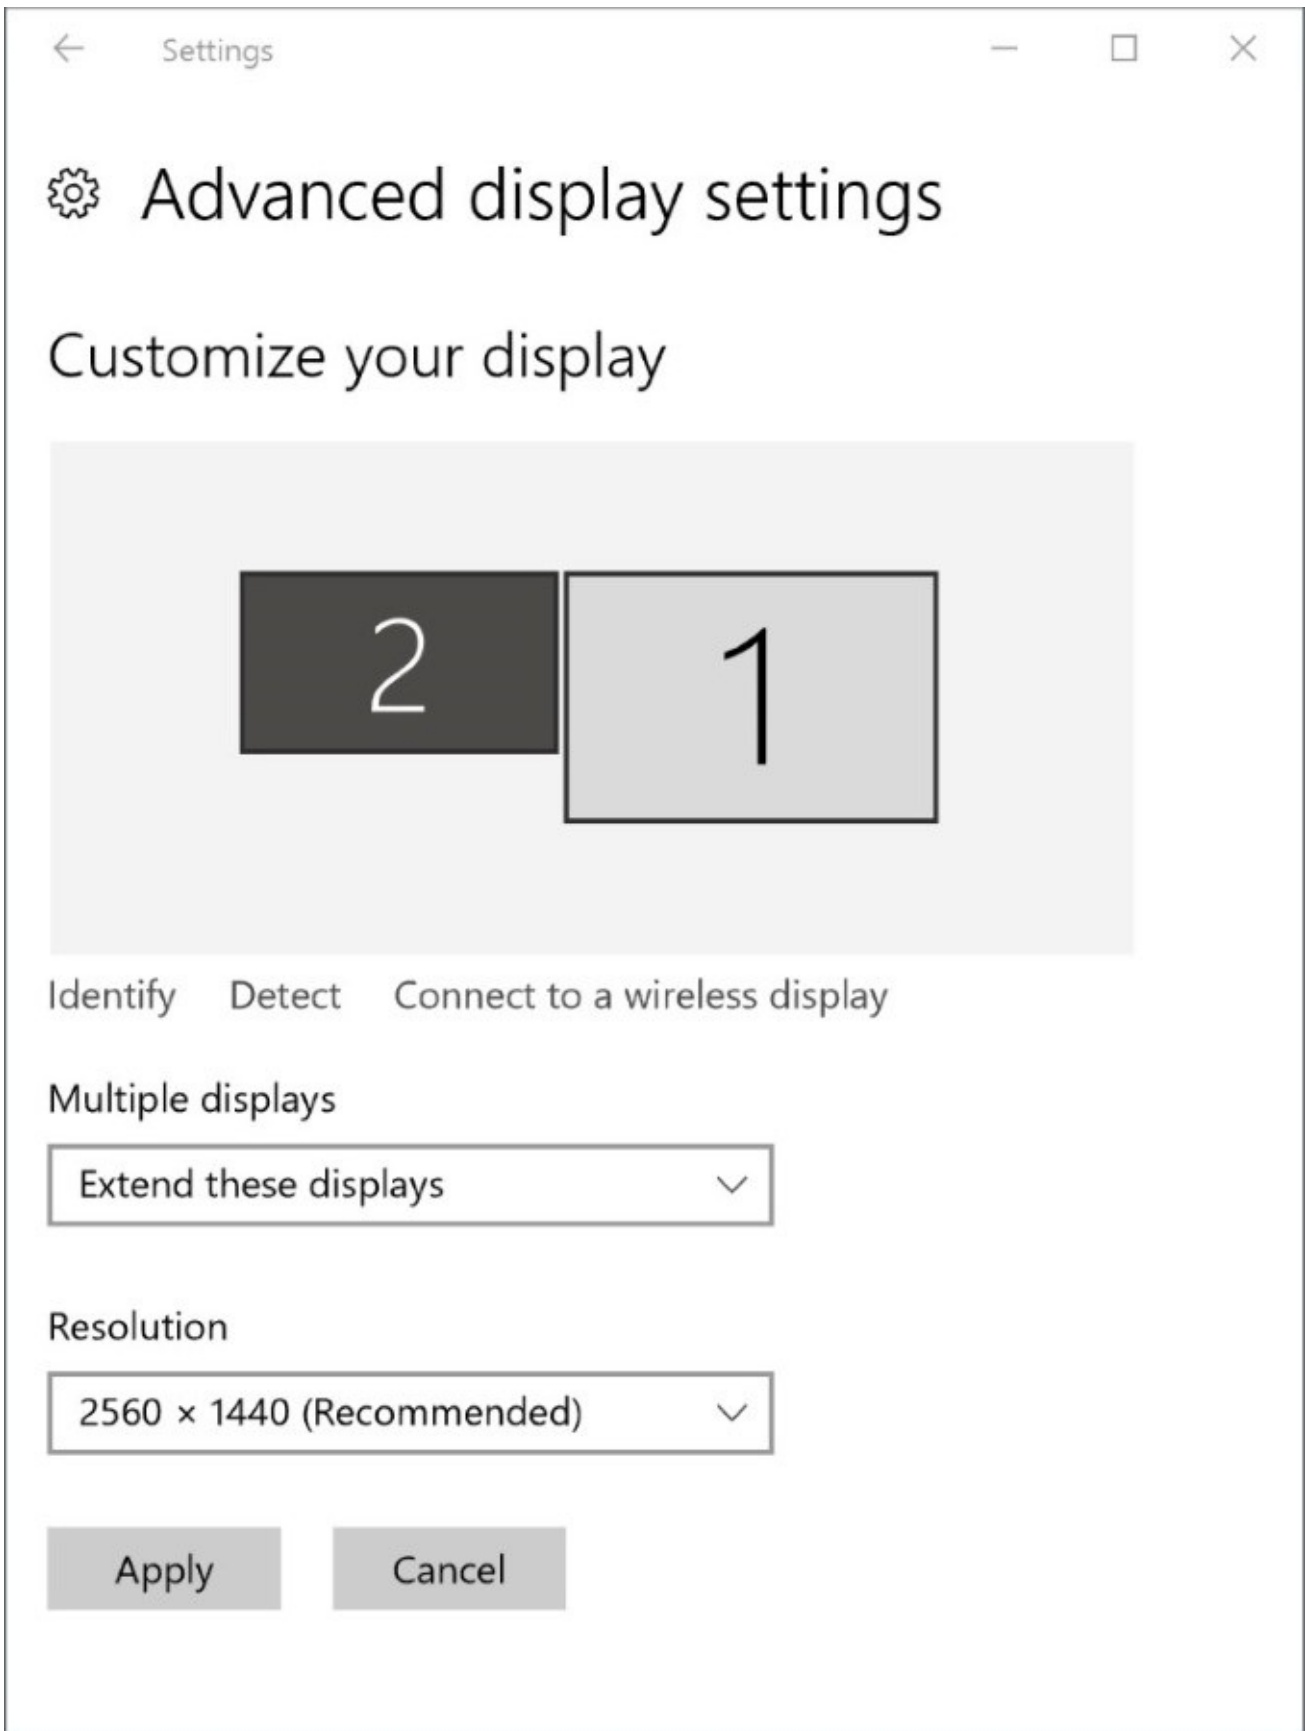 Settings
Advanced display settings
Customize your display
2 1
Identify Detect Connect to a wireless display
Multiple displays
Extend these displays
Resolution
2560 × 1440 (Recommended)
Apply Cancel